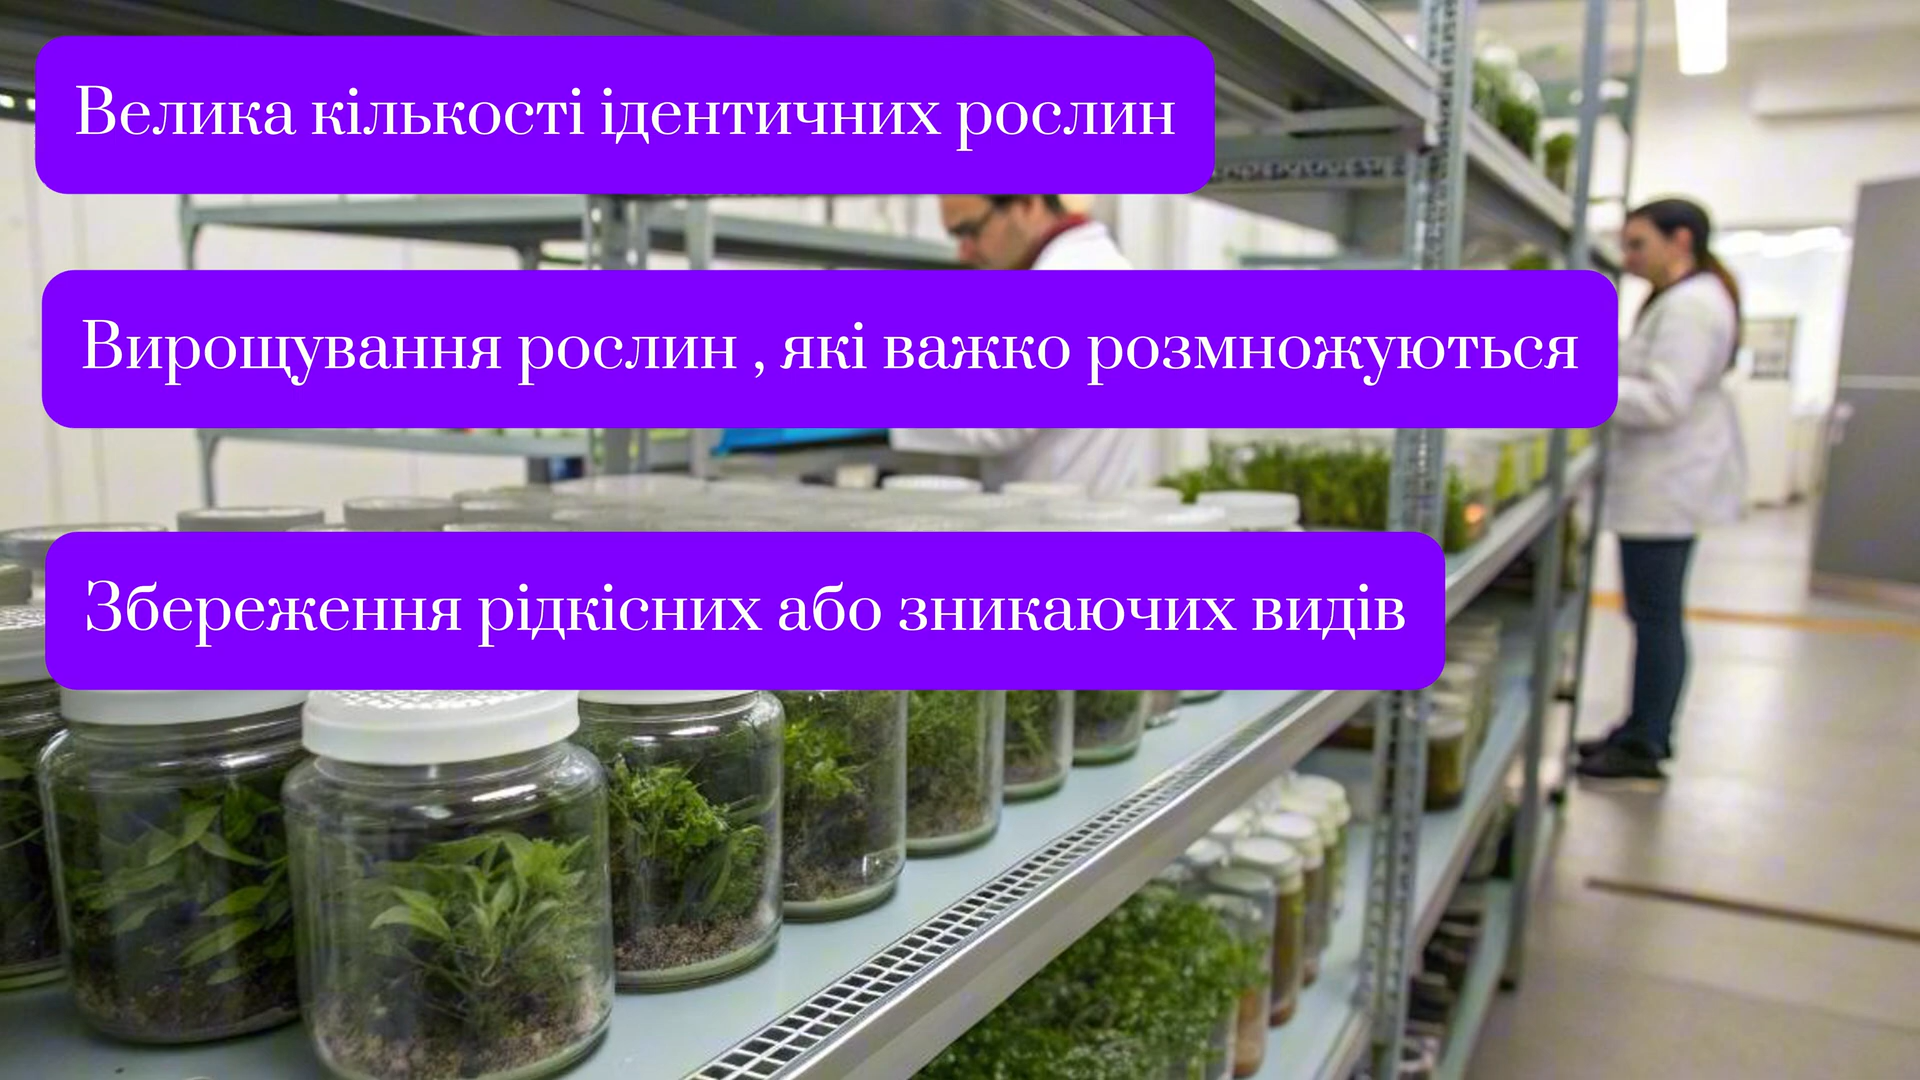 Велика кількості ідентичних рослин
Вирощування рослин , які важко розмножуються
Збереження рідкісних або зникаючих видів